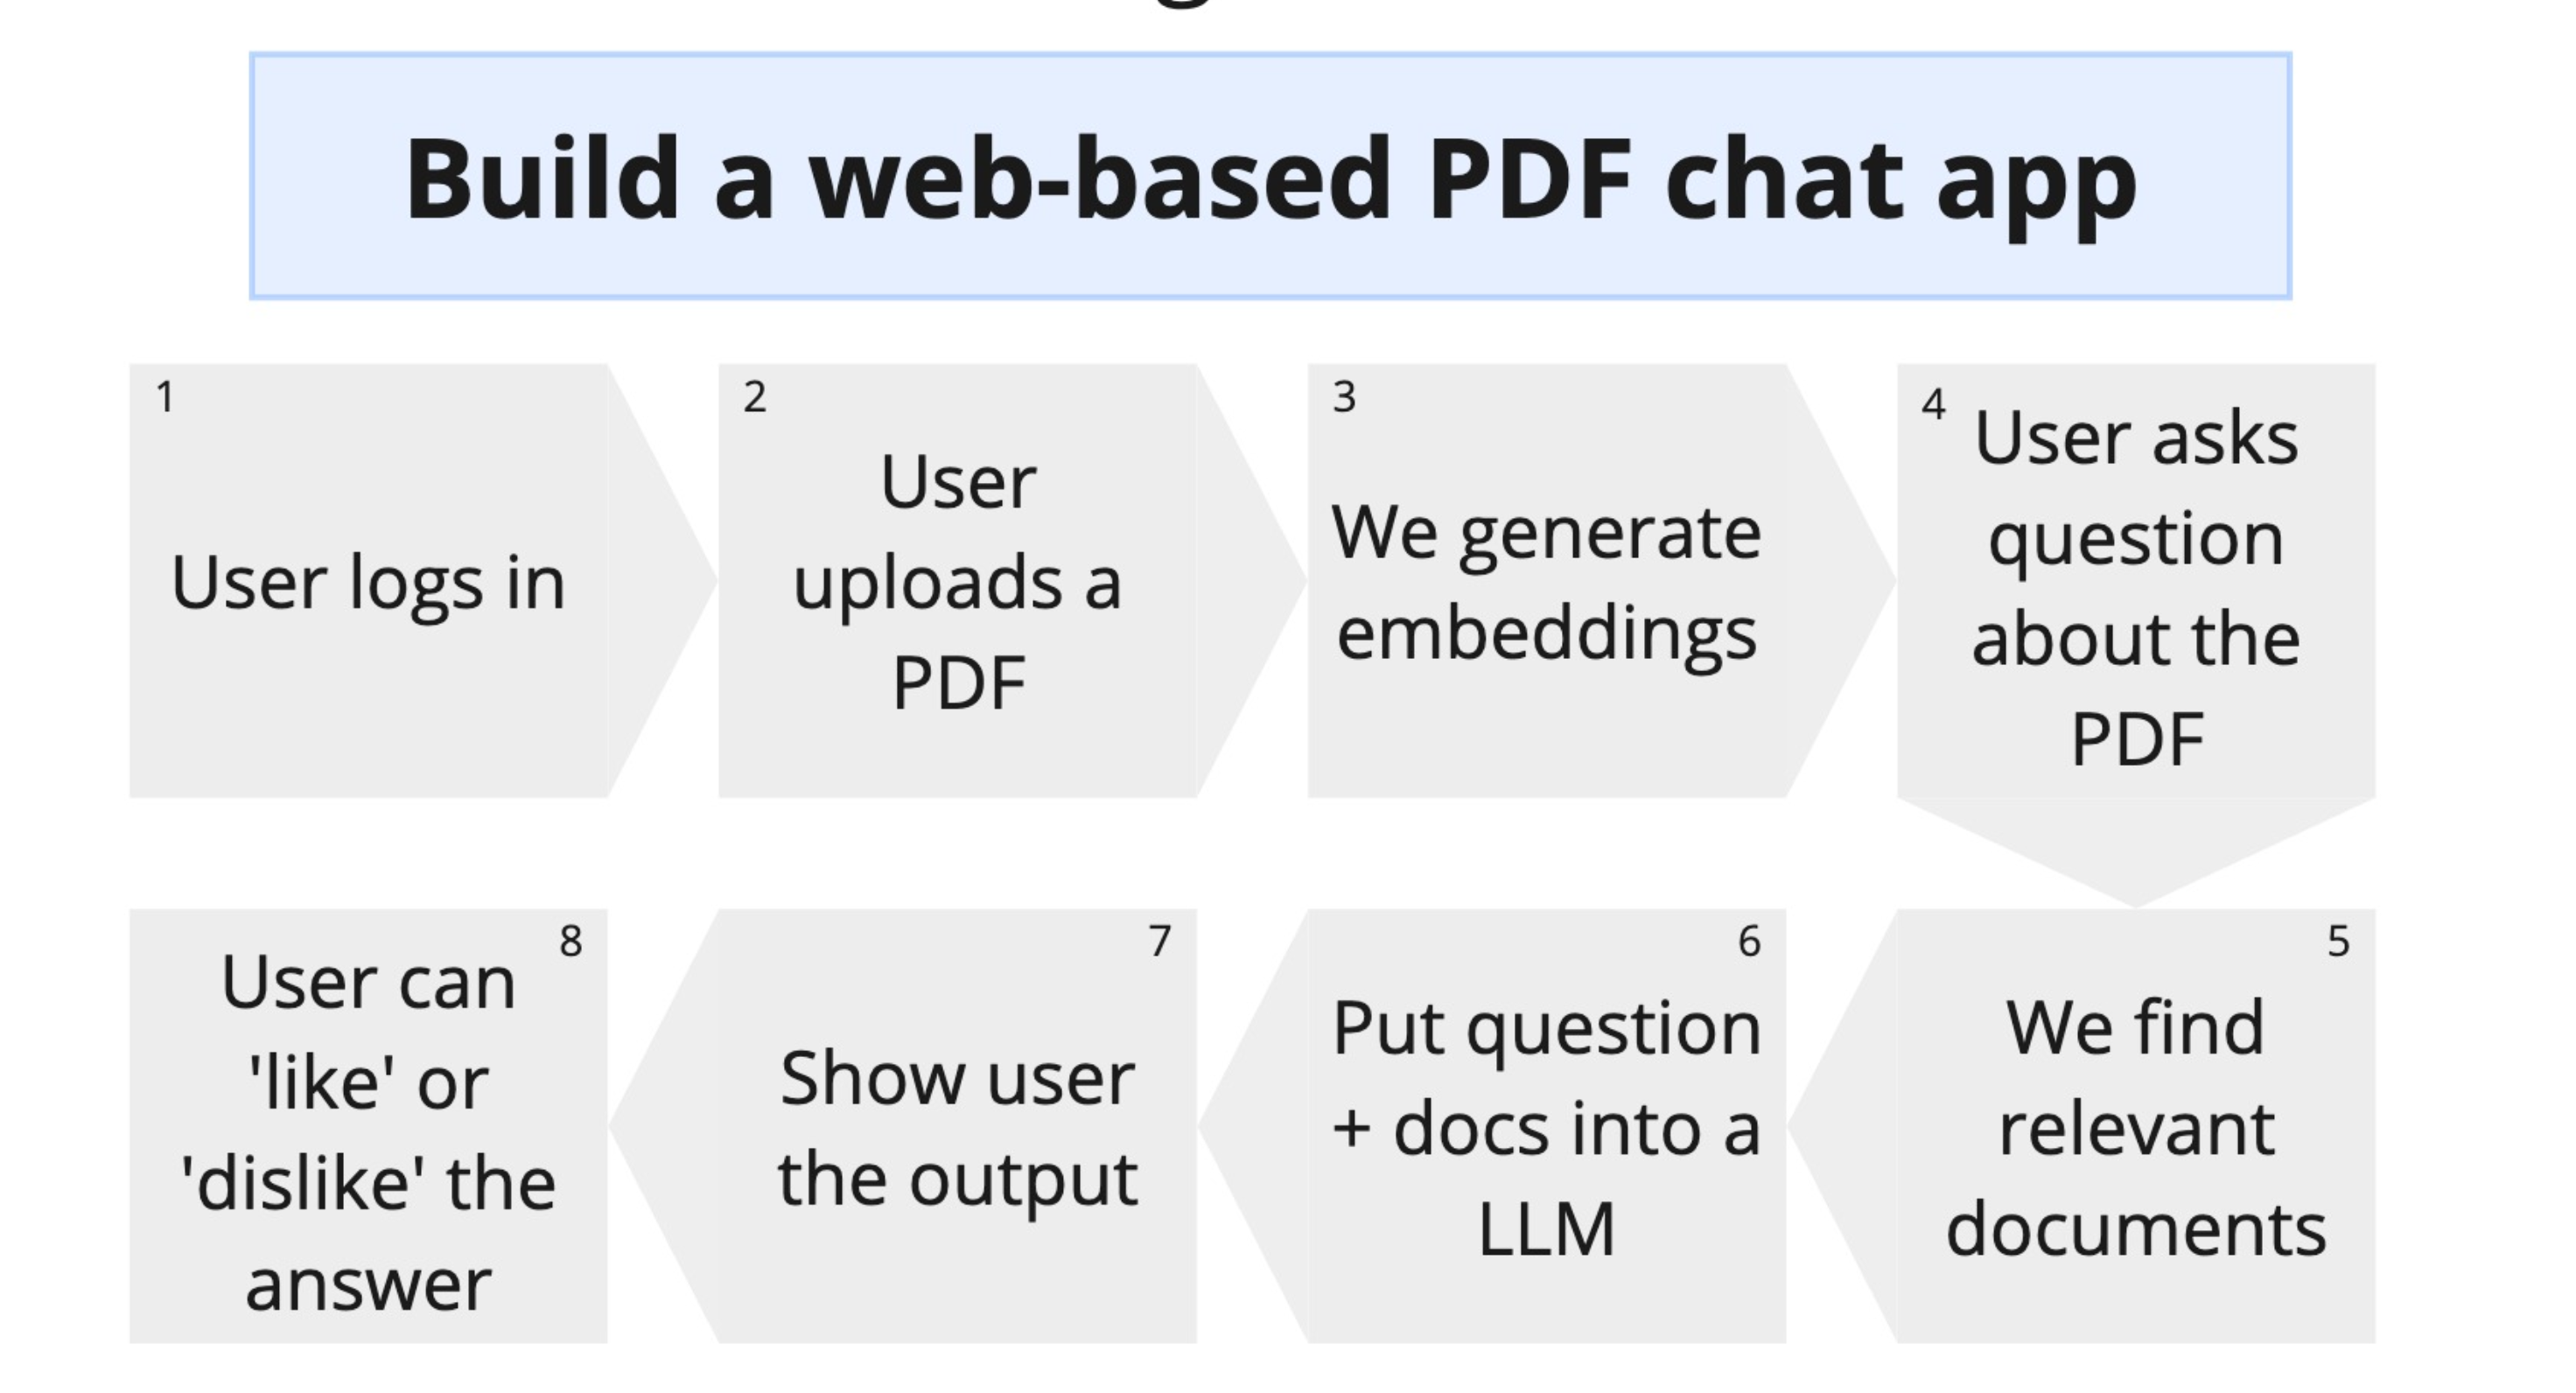 Build a web-based PDF chat app
1
User logs in
2
User
uploads a
PDF
3
We generate
embeddings
4
User asks
question
about the
PDF
5
We find
relevant
documents
6
Put question
+ docs into a
LLM
7
Show user
the output
8
User can
'like' or
'dislike' the
answer